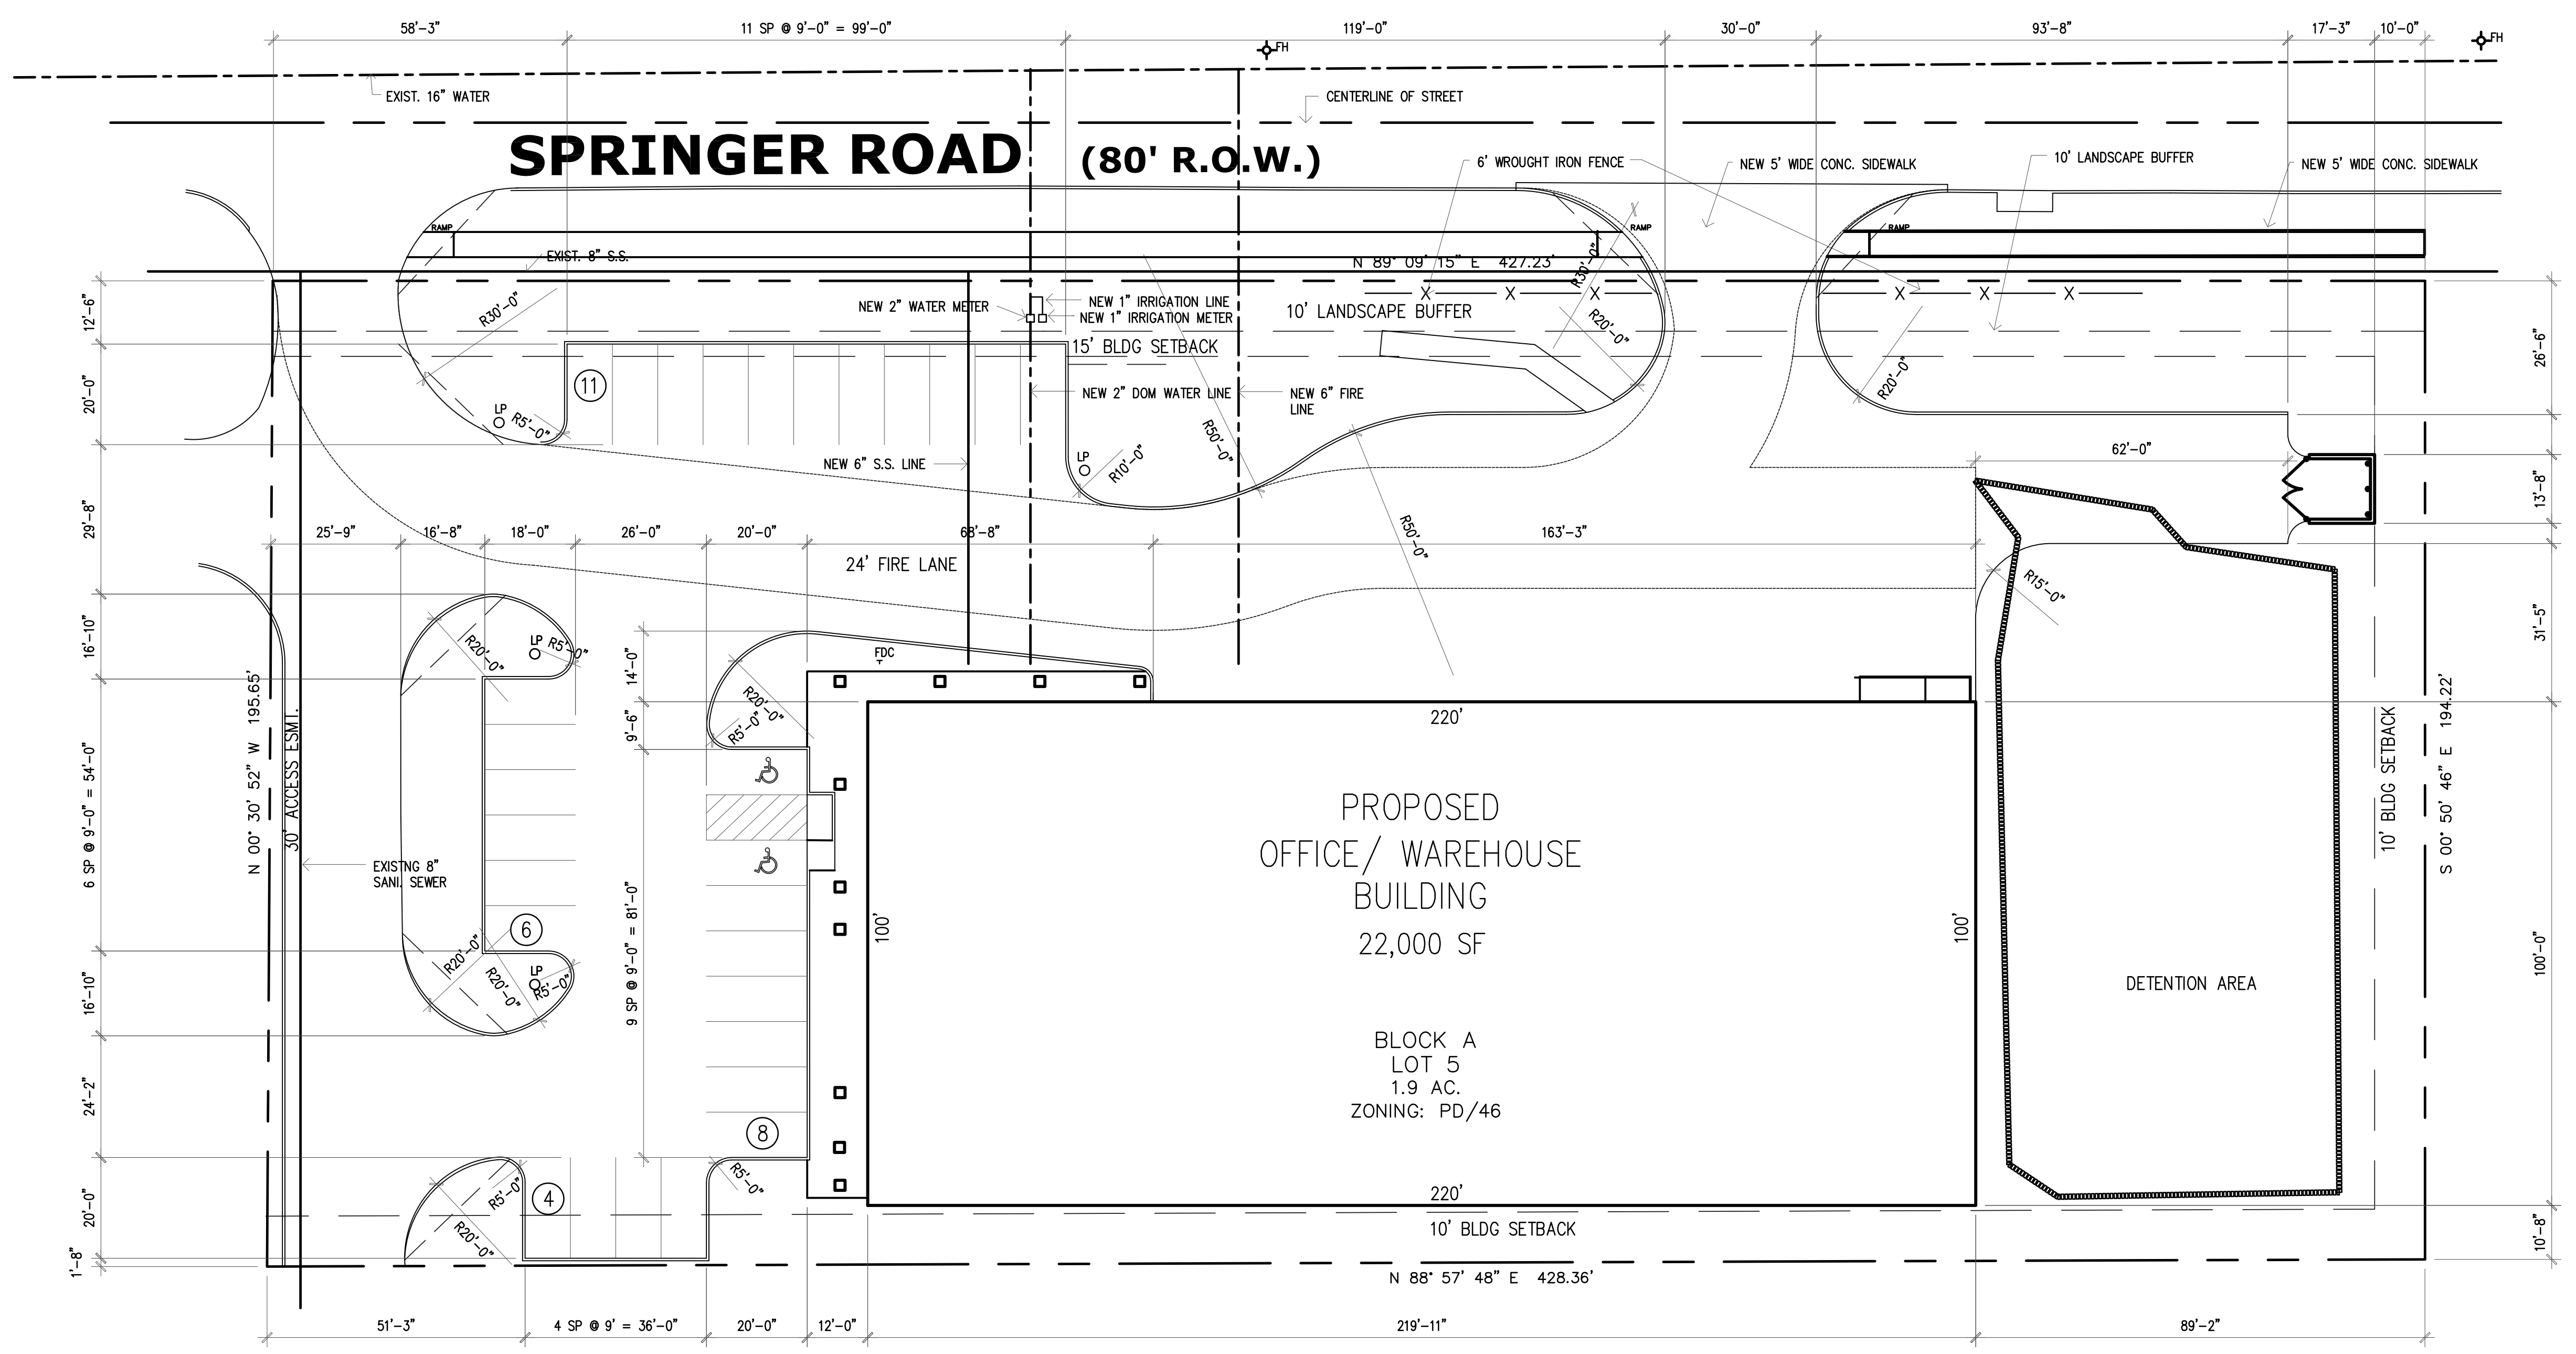 58'-3"
11 SP @ 9'-0" = 99'-0"
119'-0"
30'-0"
93'-8"
17'-3"
10'-0"
FH
FH
EXIST. 16" WATER
CENTERLINE OF STREET
SPRINGER ROAD (80' R.O.W.)
6' WROUGHT IRON FENCE
NEW 5' WIDE CONC. SIDEWALK
10' LANDSCAPE BUFFER
NEW 5' WIDE CONC. SIDEWALK
RAMP
RAMP
RAMP
EXIST. 8" S.S.
N 89° 09' 15" E 427.23'
R30'-0"
R30'-0"
NEW 2" WATER METER
NEW 1" IRRIGATION LINE
NEW 1" IRRIGATION METER
10' LANDSCAPE BUFFER
R20'-0"
15' BLDG SETBACK
12'-6"
20'-0"
29'-8"
16'-10"
6 SP @ 9'-0" = 54'-0"
16'-10"
24'-2"
20'-0"
1'-8"
26'-6"
13'-8"
31'-5"
100'-0"
10'-8"
11
LP
R5'-0"
NEW 2" DOM WATER LINE
NEW 6" FIRE
LINE
R20'-0"
LP
R10'-0"
R50'-0"
NEW 6" S.S. LINE
62'-0"
25'-9"
16'-8"
18'-0"
26'-0"
20'-0"
68'-8"
163'-3"
R50'-0"
24' FIRE LANE
R15'-0"
LP
R5'-0"
R20'-0"
FDC
14'-0"
9'-6"
R20'-0"
R5'-0"
N 00° 30' 52" W 195.65'
30' ACCESS ESMT.
EXISTNG 8"
SANI. SEWER
220'
PROPOSED
OFFICE/ WAREHOUSE
BUILDING
22,000 SF
100'
100'
10' BLDG SETBACK
S 00° 50' 46" E 194.22'
6
R20'-0"
R20'-0"
LP
R5'-0"
9 SP @ 9'-0" = 81'-0"
DETENTION AREA
BLOCK A
LOT 5
1.9 AC.
ZONING: PD/46
8
R5'-0"
4
R5'-0"
R20'-0"
220'
10' BLDG SETBACK
N 88° 57' 48" E 428.36'
51'-3"
4 SP @ 9' = 36'-0"
20'-0"
12'-0"
219'-11"
89'-2"